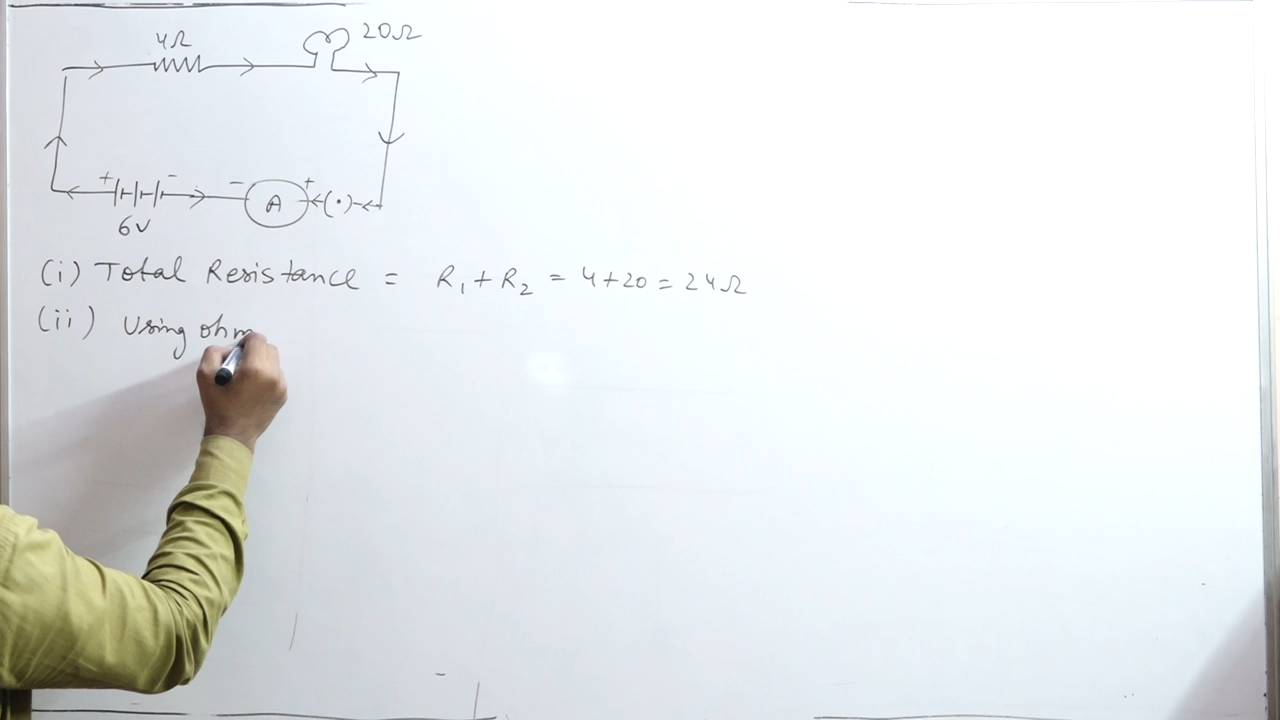 4Ω
20Ω
+ - - +
A
6V
(i) Total Resistance = R₁ + R₂ = 4+20 = 24Ω
(ii) Using ohm